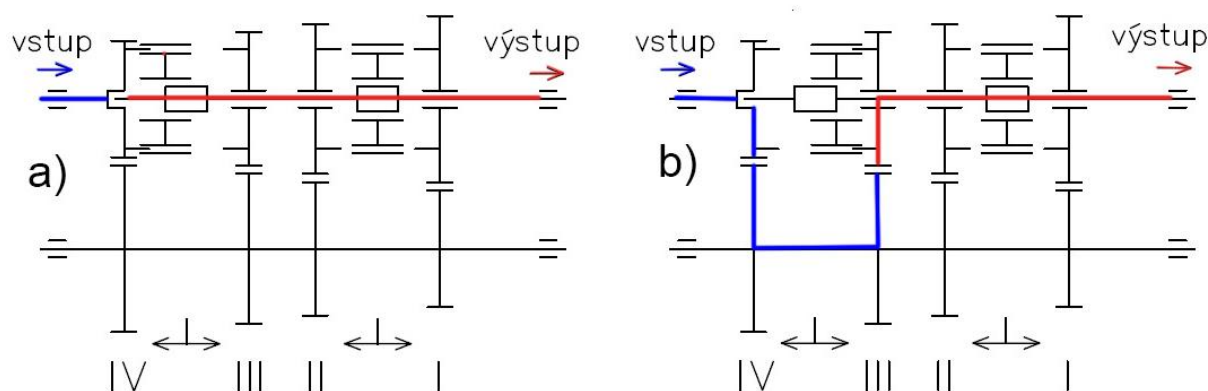 vstup
výstup
a)
IV III II I
vstup
výstup
b)
IV III II I